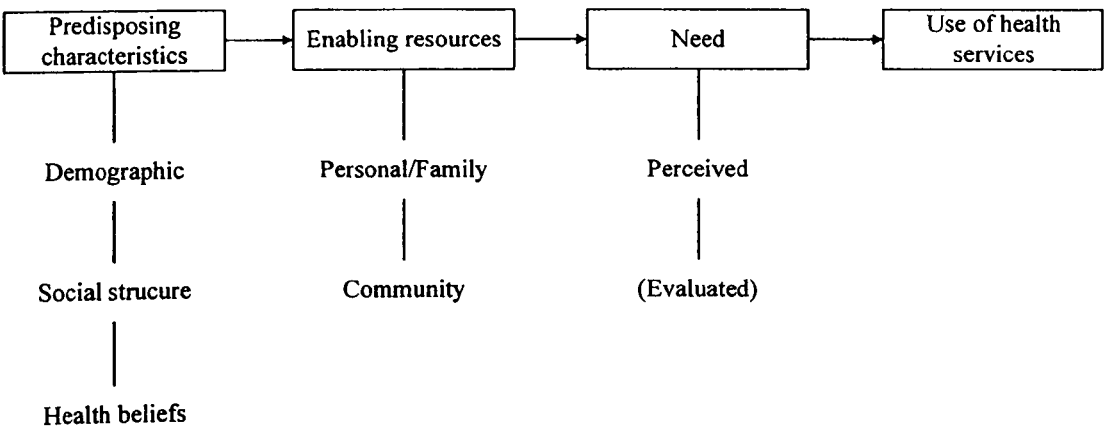 Predisposing
characteristics
Enabling resources
Need
Use of health
services
Demographic
Personal/Family
Perceived
Social strucure
Community
(Evaluated)
Health beliefs